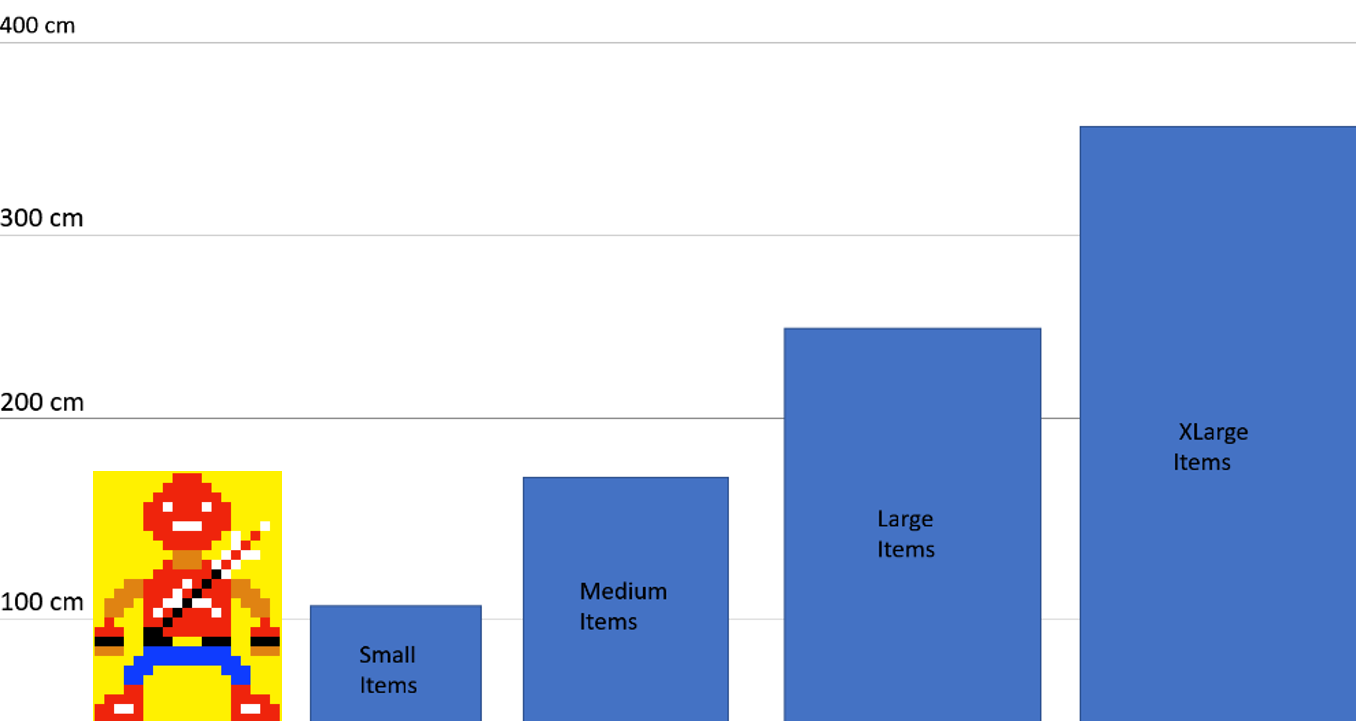 400 cm
300 cm
200 cm
100 cm
Small
Items
Medium
Items
Large
Items
XLarge
Items